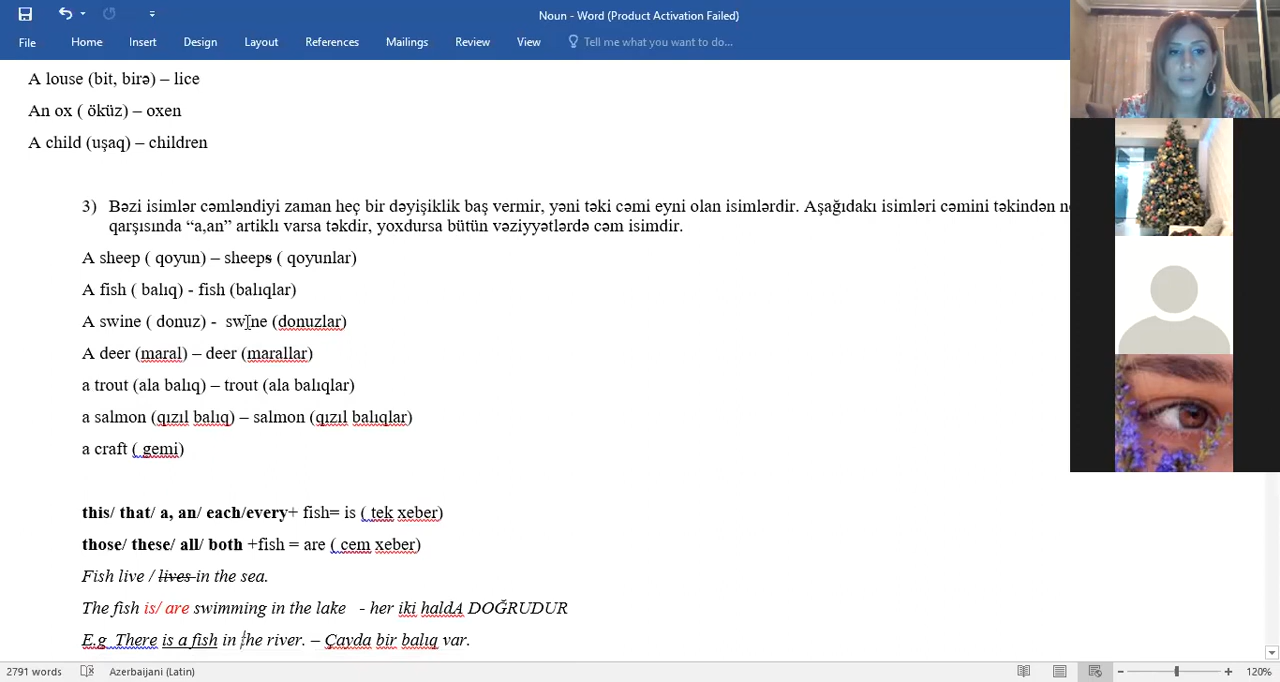 Noun - Word (Product Activation Failed)
File Home Insert Design Layout References Mailings Review View Tell me what you want to do...
A louse (bit, birə) – lice
An ox ( öküz) – oxen
A child (uşaq) – children
3) Bəzi isimlər cəmləndiyi zaman heç bir dəyişiklik baş vermir, yəni təki cəmi eyni olan isimlərdir. Aşağıdakı isimləri cəmini təkindən
qarşısında “a,an” artiklı varsa təkdir, yoxdursa bütün vəziyyətlərdə cəm isimdir.
A sheep ( qoyun) – sheeps ( qoyunlar)
A fish ( balıq) - fish (balıqlar)
A swine ( donuz) - swine (donuzlar)
A deer (maral) – deer (marallar)
a trout (ala balıq) – trout (ala balıqlar)
a salmon (qızıl balıq) – salmon (qızıl balıqlar)
a craft ( gemi)
this/ that/ a, an/ each/every+ fish= is ( tek xeber)
those/ these/ all/ both +fish = are ( cem xeber)
Fish live / lives in the sea.
The fish is/ are swimming in the lake - her iki haldA DOĞRUDUR
E.g There is a fish in the river. – Çayda bir balıq var.
2791 words Azerbaijani (Latin) 120%